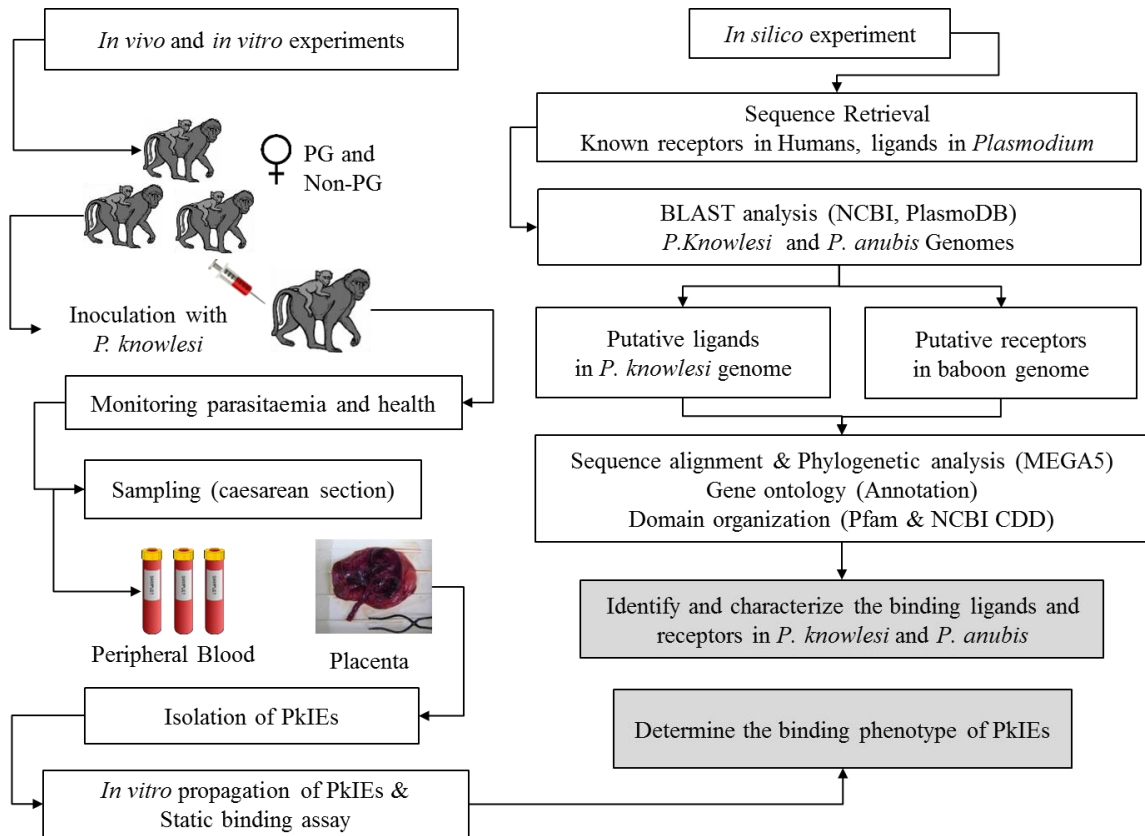 In vivo and in vitro experiments
PG and
Non-PG
Inoculation with
P. knowlesi
Monitoring parasitaemia and health
Sampling (caesarean section)
Peripheral Blood
Placenta
Isolation of PkIEs
In vitro propagation of PkIEs &
Static binding assay
In silico experiment
Sequence Retrieval
Known receptors in Humans, ligands in Plasmodium
BLAST analysis (NCBI, PlasmoDB)
P.Knowlesi and P. anubis Genomes
Putative ligands
in P. knowlesi genome
Putative receptors
in baboon genome
Sequence alignment & Phylogenetic analysis (MEGA5)
Gene ontology (Annotation)
Domain organization (Pfam & NCBI CDD)
Identify and characterize the binding ligands and
receptors in P. knowlesi and P. anubis
Determine the binding phenotype of PkIEs